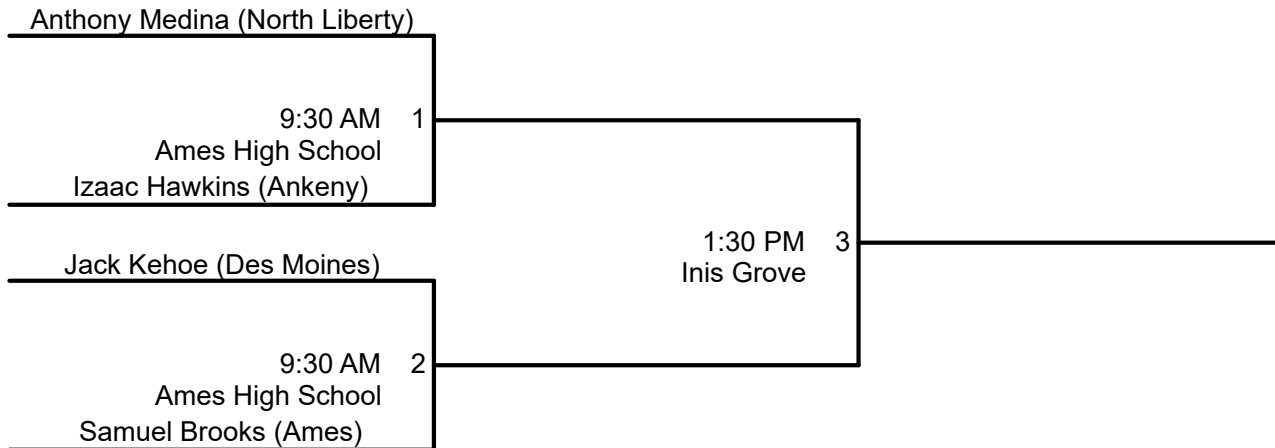 Anthony Medina (North Liberty)
9:30 AM 1
Ames High School
Izaac Hawkins (Ankeny)
1:30 PM 3
Inis Grove
Jack Kehoe (Des Moines)
9:30 AM 2
Ames High School
Samuel Brooks (Ames)